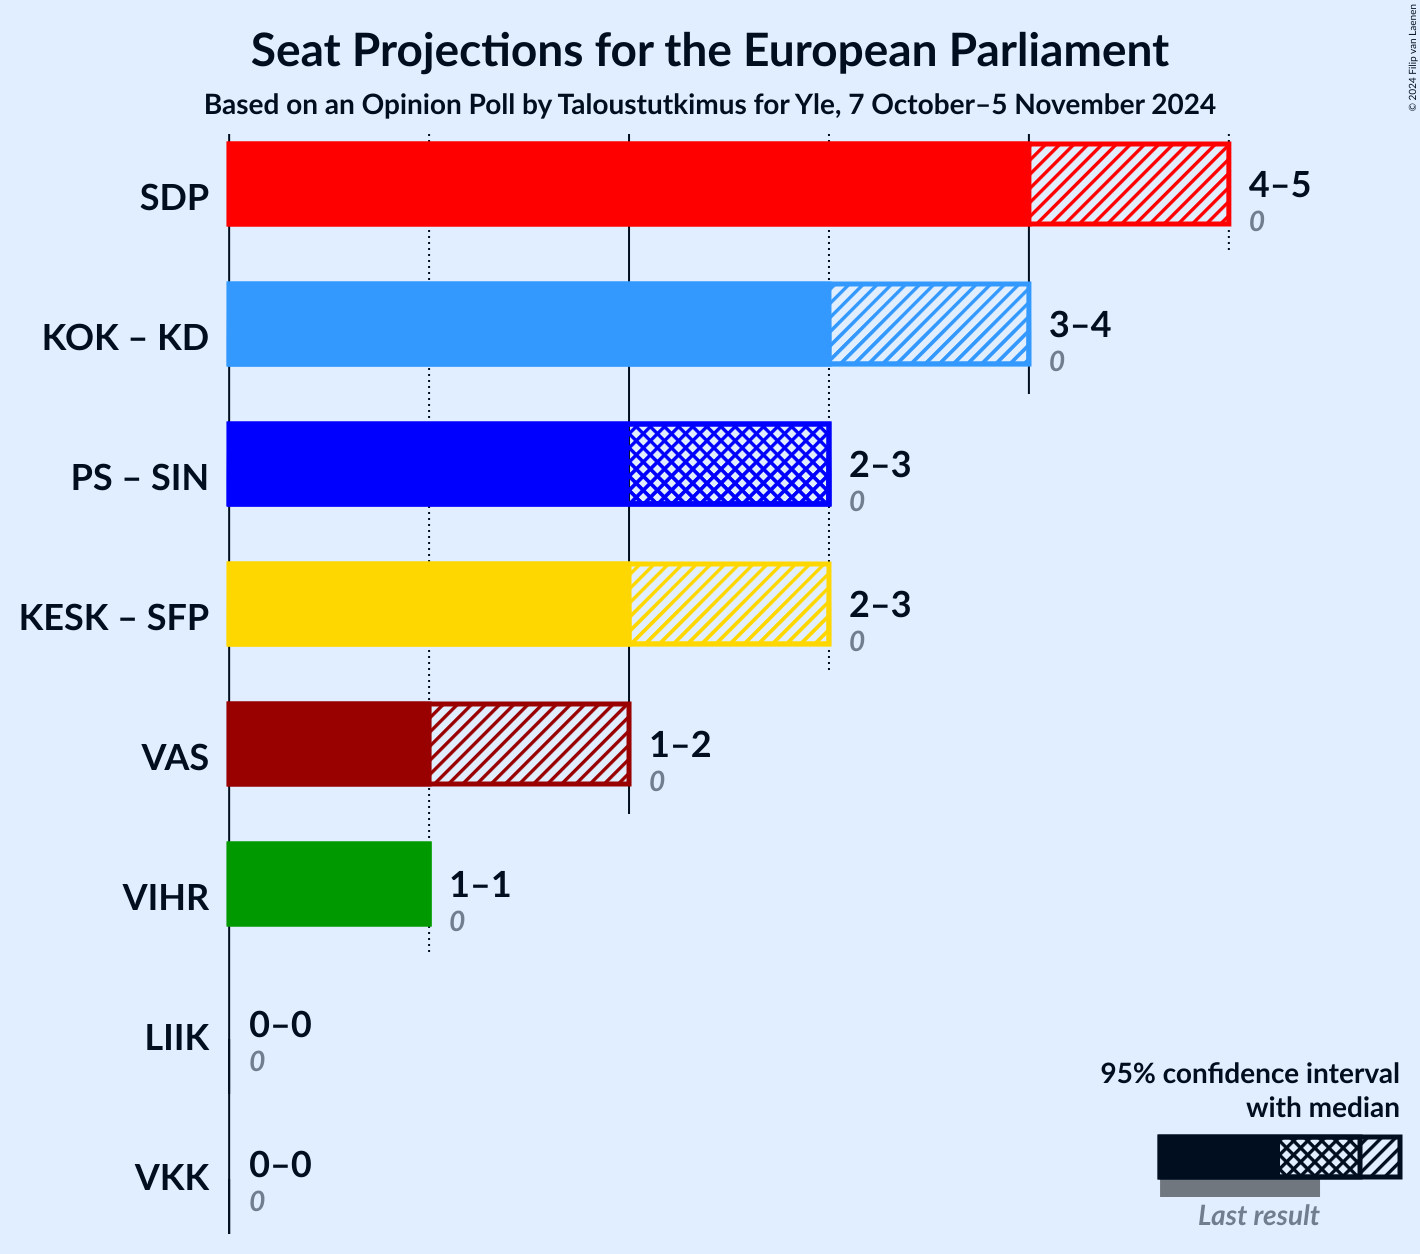 Seat Projections for the European Parliament
Based on an Opinion Poll by Taloustutkimus for Yle, 7 October–5 November 2024
© 2024 Filip van Laenen
SDP
4–5
0
KOK – KD
3–4
0
PS – SIN
2–3
0
KESK – SFP
2–3
0
VAS
1–2
0
VIHR
1–1
0
LIIK
0–0
0
VKK
0–0
0
95% confidence interval
with median
Last result